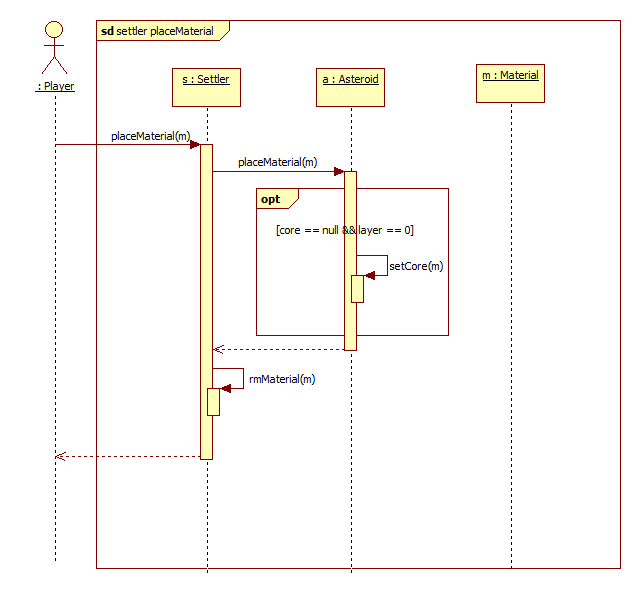 sd settler placeMaterial
: Player
s : Settler
a : Asteroid
m : Material
placeMaterial(m)
placeMaterial(m)
opt
[core == null && layer == 0]
setCore(m)
rmMaterial(m)